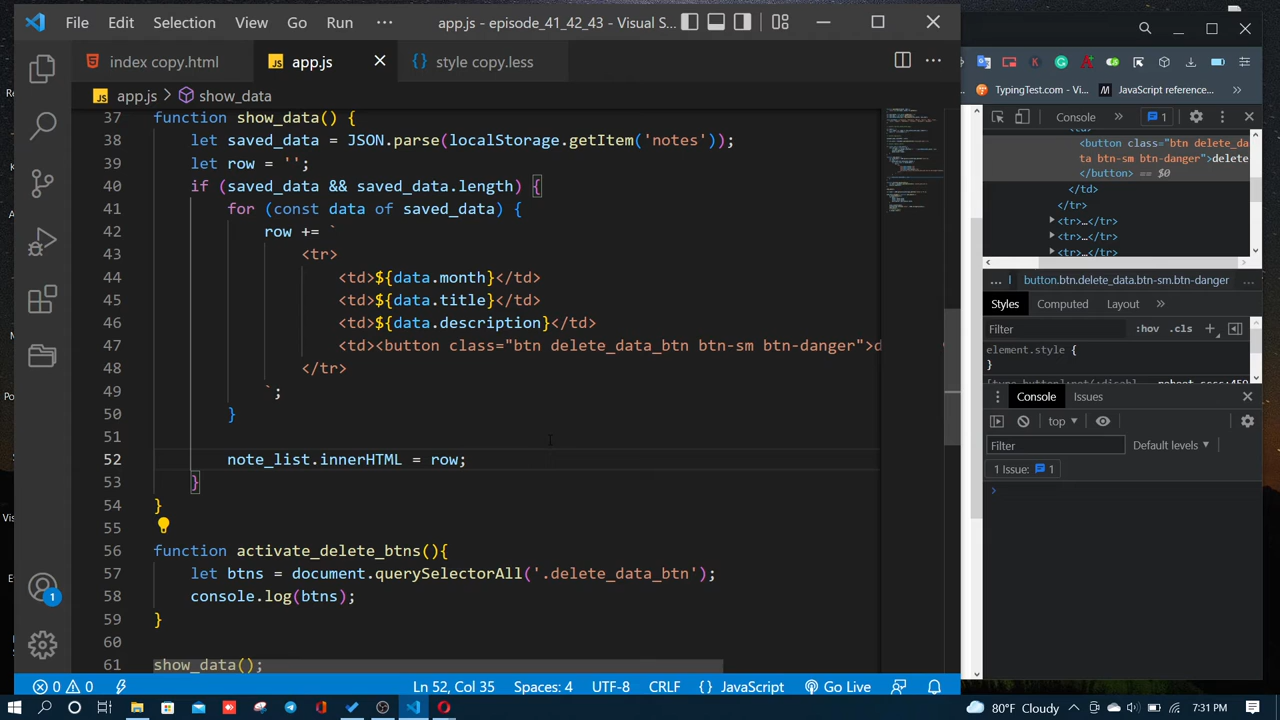 File Edit Selection View Go Run ··· app.js - episode_41_42_43 - Visual S...
index copy.html app.js style copy.less
app.js > show_data
37 function show_data() {
38 let saved_data = JSON.parse(localStorage.getItem('notes'));
39 let row = '';
40 if (saved_data && saved_data.length) {
41 for (const data of saved_data) {
42 row += `
43 <tr>
44 <td>${data.month}</td>
45 <td>${data.title}</td>
46 <td>${data.description}</td>
47 <td><button class="btn delete_data_btn btn-sm btn-danger">d
48 </tr>
49 `;
50 }
51
52 note_list.innerHTML = row;
53 }
54 }
55
56 function activate_delete_btns(){
57 let btns = document.querySelectorAll('.delete_data_btn');
58 console.log(btns);
59 }
60
61 show_data();
0 0 Ln 52, Col 35 Spaces: 4 UTF-8 CRLF {} JavaScript Go Live
TypingTest.com - JavaScript reference...
Console » 1
<button class="btn delete_da
ta btn-sm btn-danger">delete
</button> == $0
</td>
</tr>
<tr>…</tr>
<tr>…</tr>
... button.btn.delete_data.btn-sm.btn-danger ...
Styles Computed Layout »
Filter :hov .cls +
element.style {
}
Console Issues
top
Filter Default levels
1 Issue: 1
80°F Cloudy 7:31 PM